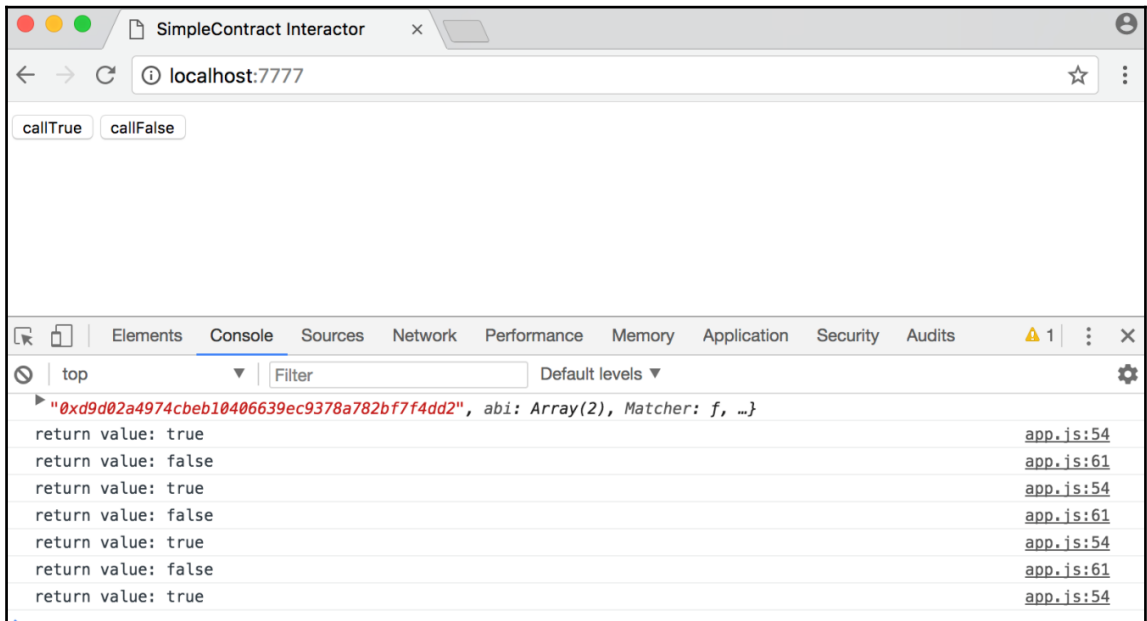 SimpleContract Interactor
localhost:7777
callTrue callFalse
Elements Console Sources Network Performance Memory Application Security Audits 1
top Filter Default levels
"0xd9d02a4974cbeb10406639ec9378a782bf7f4dd2", abi: Array(2), Matcher: ƒ, …}
return value: true app.js:54
return value: false app.js:61
return value: true app.js:54
return value: false app.js:61
return value: true app.js:54
return value: false app.js:61
return value: true app.js:54